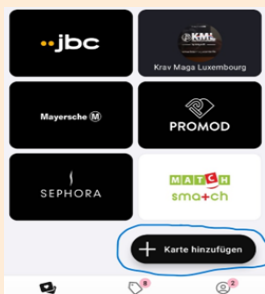 jbc
KML
Krav Maga Luxembourg
Mayersche M
PROMOD
SEPHORA
MATCH
smatch
Karte hinzufügen
8
2